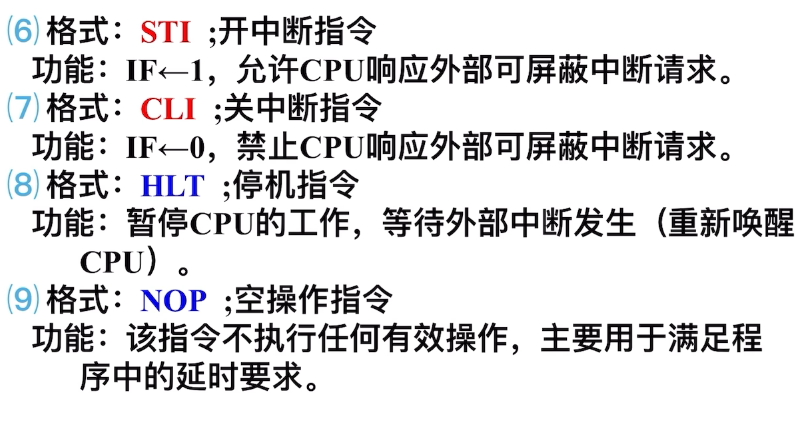 ⑹格式：STI ;开中断指令
功能：IF←1，允许CPU响应外部可屏蔽中断请求。
⑺格式：CLI ;关中断指令
功能：IF←0，禁止CPU响应外部可屏蔽中断请求。
⑻格式：HLT ;停机指令
功能：暂停CPU的工作，等待外部中断发生（重新唤醒
CPU）。
⑼格式：NOP ;空操作指令
功能：该指令不执行任何有效操作，主要用于满足程
序中的延时要求。